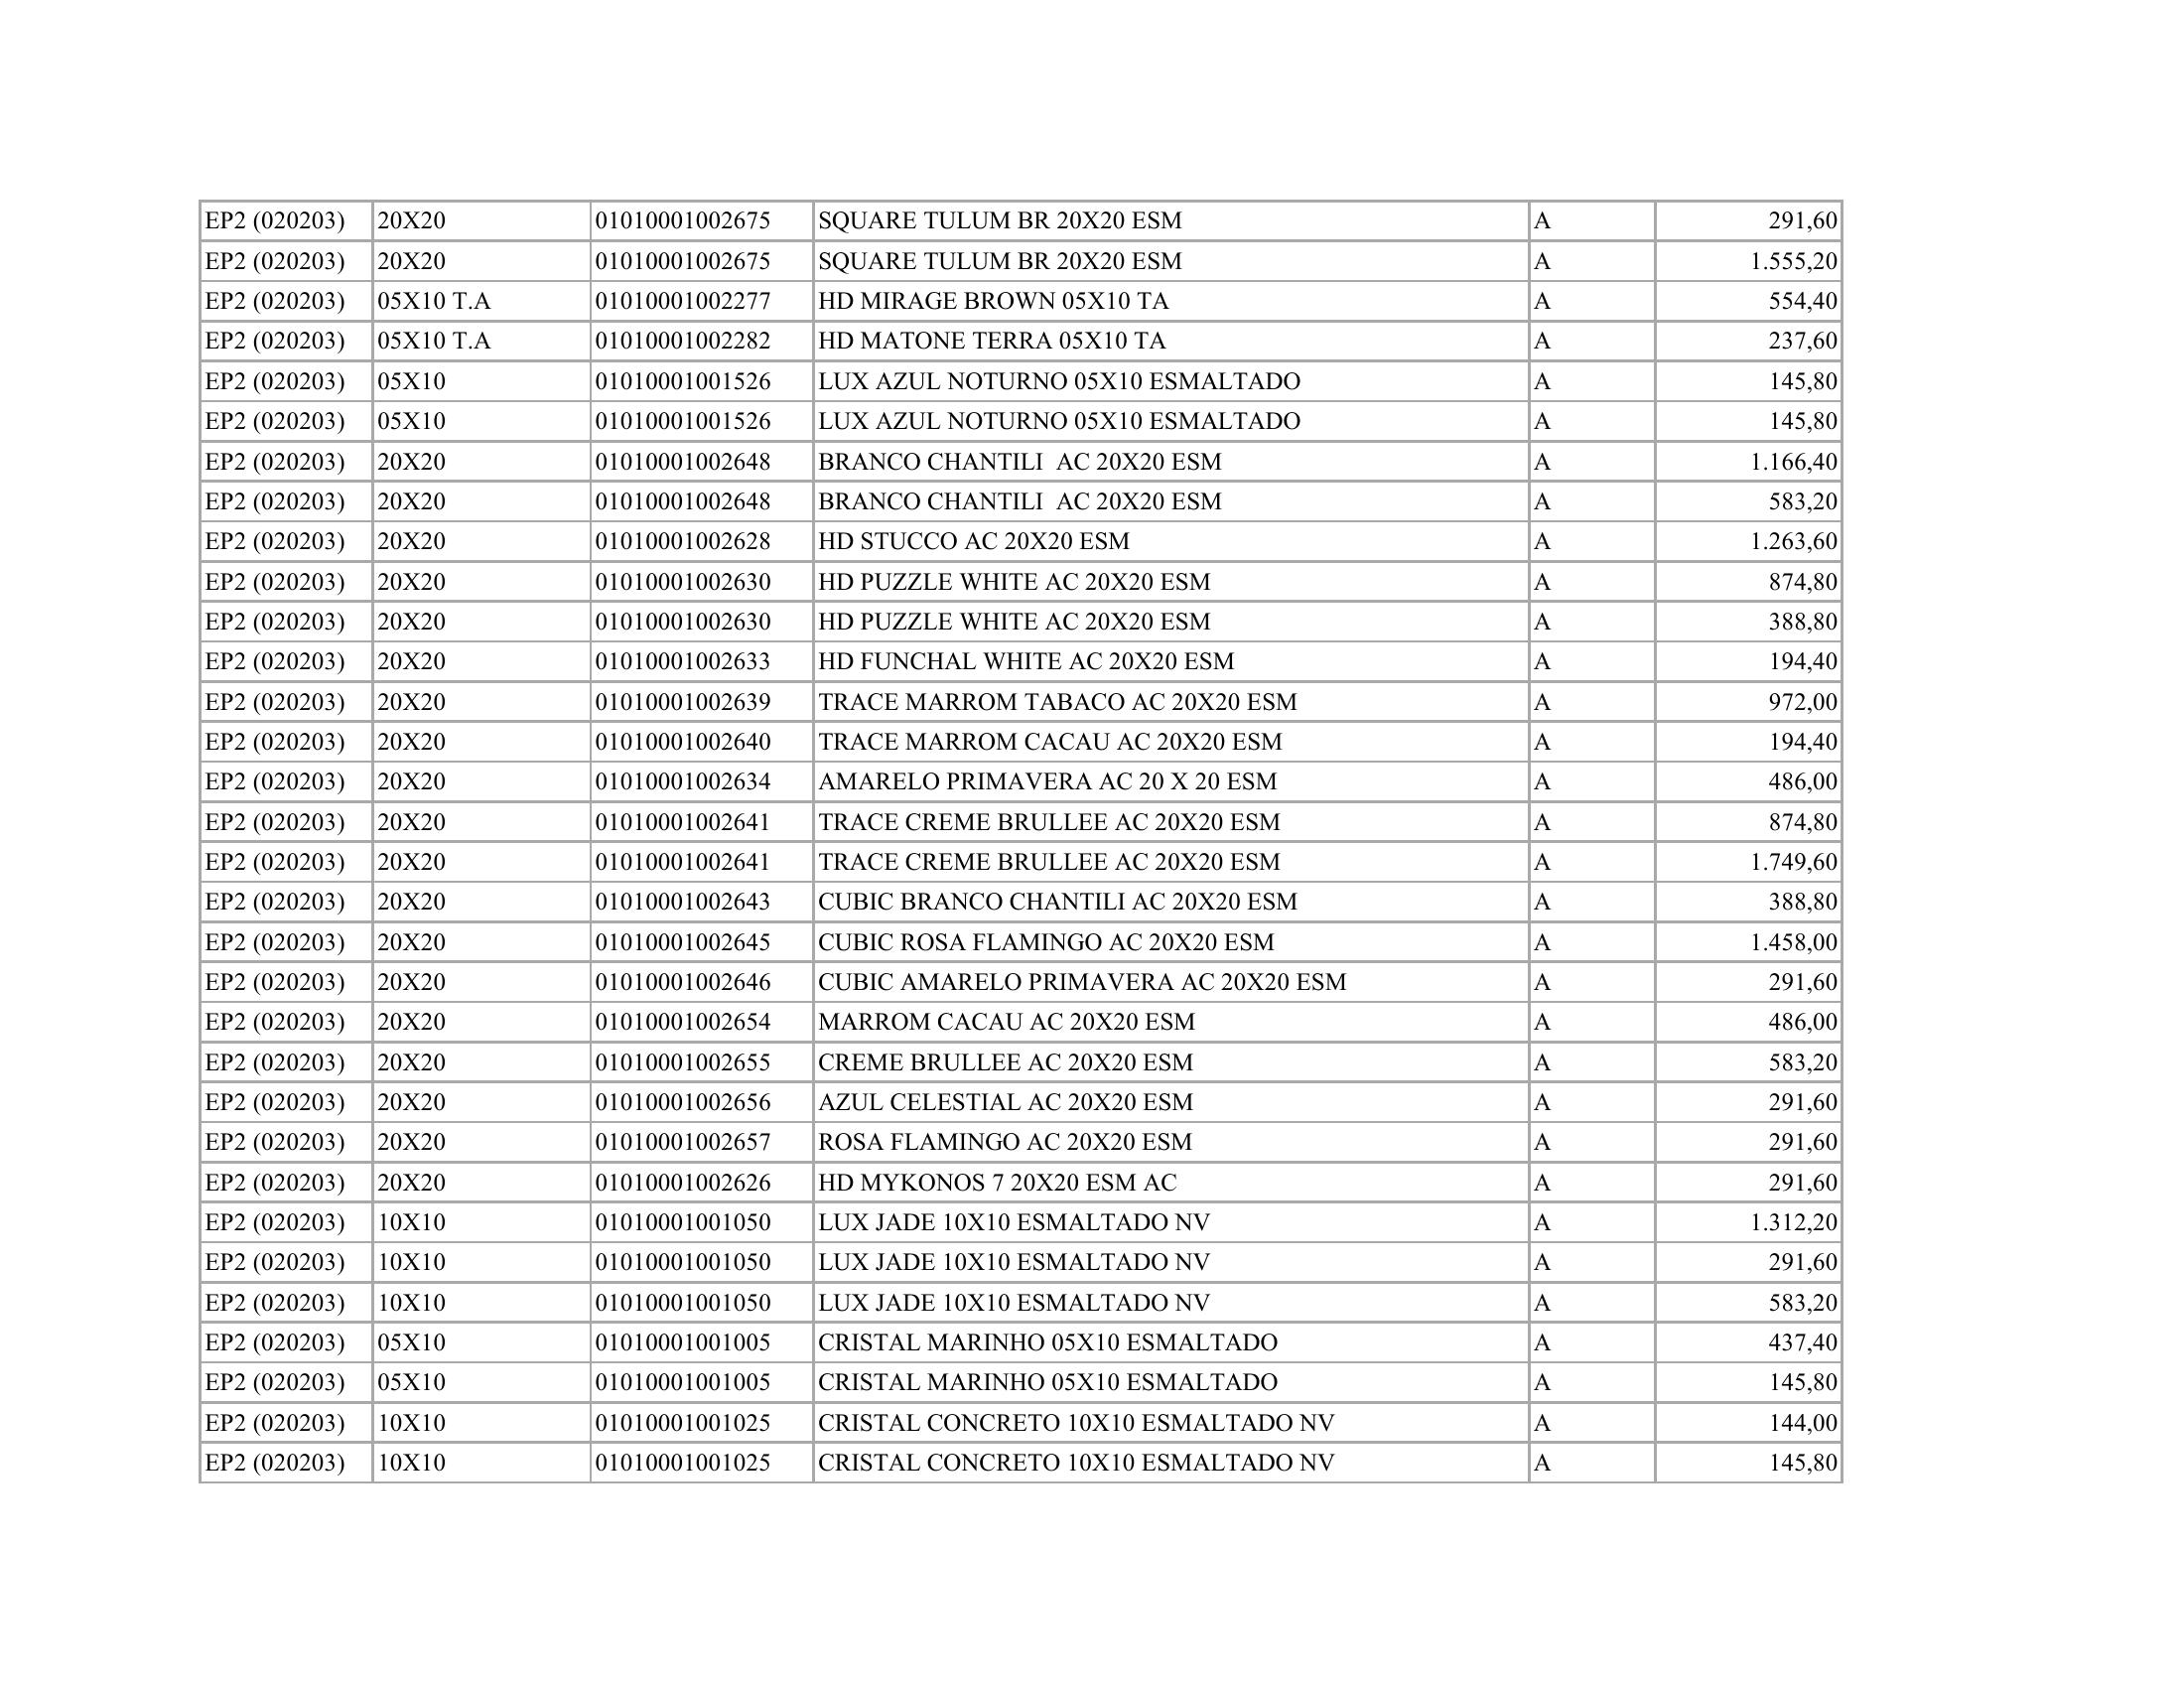 EP2 (020203) 20X20 01010001002675 SQUARE TULUM BR 20X20 ESM A 291,60
EP2 (020203) 20X20 01010001002675 SQUARE TULUM BR 20X20 ESM A 1.555,20
EP2 (020203) 05X10 T.A 01010001002277 HD MIRAGE BROWN 05X10 TA A 554,40
EP2 (020203) 05X10 T.A 01010001002282 HD MATONE TERRA 05X10 TA A 237,60
EP2 (020203) 05X10 01010001001526 LUX AZUL NOTURNO 05X10 ESMALTADO A 145,80
EP2 (020203) 05X10 01010001001526 LUX AZUL NOTURNO 05X10 ESMALTADO A 145,80
EP2 (020203) 20X20 01010001002648 BRANCO CHANTILI  AC 20X20 ESM A 1.166,40
EP2 (020203) 20X20 01010001002648 BRANCO CHANTILI  AC 20X20 ESM A 583,20
EP2 (020203) 20X20 01010001002628 HD STUCCO AC 20X20 ESM A 1.263,60
EP2 (020203) 20X20 01010001002630 HD PUZZLE WHITE AC 20X20 ESM A 874,80
EP2 (020203) 20X20 01010001002630 HD PUZZLE WHITE AC 20X20 ESM A 388,80
EP2 (020203) 20X20 01010001002633 HD FUNCHAL WHITE AC 20X20 ESM A 194,40
EP2 (020203) 20X20 01010001002639 TRACE MARROM TABACO AC 20X20 ESM A 972,00
EP2 (020203) 20X20 01010001002640 TRACE MARROM CACAU AC 20X20 ESM A 194,40
EP2 (020203) 20X20 01010001002634 AMARELO PRIMAVERA AC 20 X 20 ESM A 486,00
EP2 (020203) 20X20 01010001002641 TRACE CREME BRULLEE AC 20X20 ESM A 874,80
EP2 (020203) 20X20 01010001002641 TRACE CREME BRULLEE AC 20X20 ESM A 1.749,60
EP2 (020203) 20X20 01010001002643 CUBIC BRANCO CHANTILI AC 20X20 ESM A 388,80
EP2 (020203) 20X20 01010001002645 CUBIC ROSA FLAMINGO AC 20X20 ESM A 1.458,00
EP2 (020203) 20X20 01010001002646 CUBIC AMARELO PRIMAVERA AC 20X20 ESM A 291,60
EP2 (020203) 20X20 01010001002654 MARROM CACAU AC 20X20 ESM A 486,00
EP2 (020203) 20X20 01010001002655 CREME BRULLEE AC 20X20 ESM A 583,20
EP2 (020203) 20X20 01010001002656 AZUL CELESTIAL AC 20X20 ESM A 291,60
EP2 (020203) 20X20 01010001002657 ROSA FLAMINGO AC 20X20 ESM A 291,60
EP2 (020203) 20X20 01010001002626 HD MYKONOS 7 20X20 ESM AC A 291,60
EP2 (020203) 10X10 01010001001050 LUX JADE 10X10 ESMALTADO NV A 1.312,20
EP2 (020203) 10X10 01010001001050 LUX JADE 10X10 ESMALTADO NV A 291,60
EP2 (020203) 10X10 01010001001050 LUX JADE 10X10 ESMALTADO NV A 583,20
EP2 (020203) 05X10 01010001001005 CRISTAL MARINHO 05X10 ESMALTADO A 437,40
EP2 (020203) 05X10 01010001001005 CRISTAL MARINHO 05X10 ESMALTADO A 145,80
EP2 (020203) 10X10 01010001001025 CRISTAL CONCRETO 10X10 ESMALTADO NV A 144,00
EP2 (020203) 10X10 01010001001025 CRISTAL CONCRETO 10X10 ESMALTADO NV A 145,80